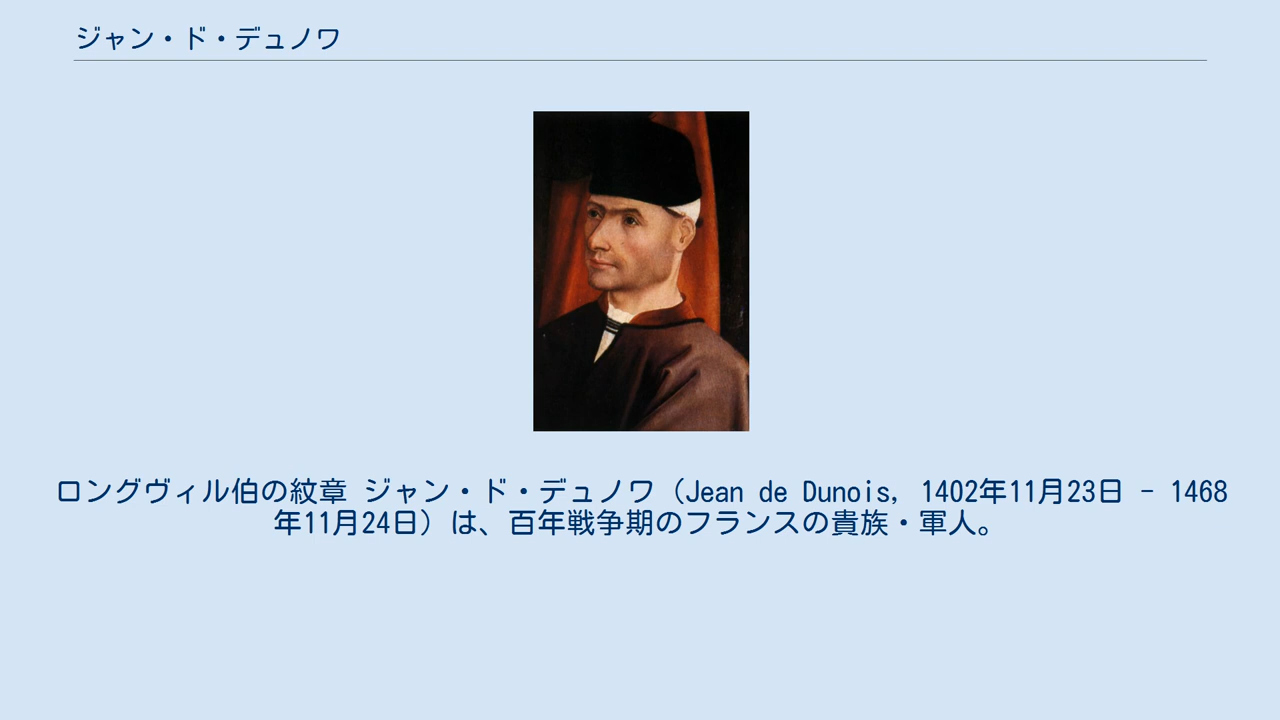 ジャン・ド・デュノワ
ロングヴィル伯の紋章 ジャン・ド・デュノワ（Jean de Dunois, 1402年11月23日 - 1468
年11月24日）は、百年戦争期のフランスの貴族・軍人。